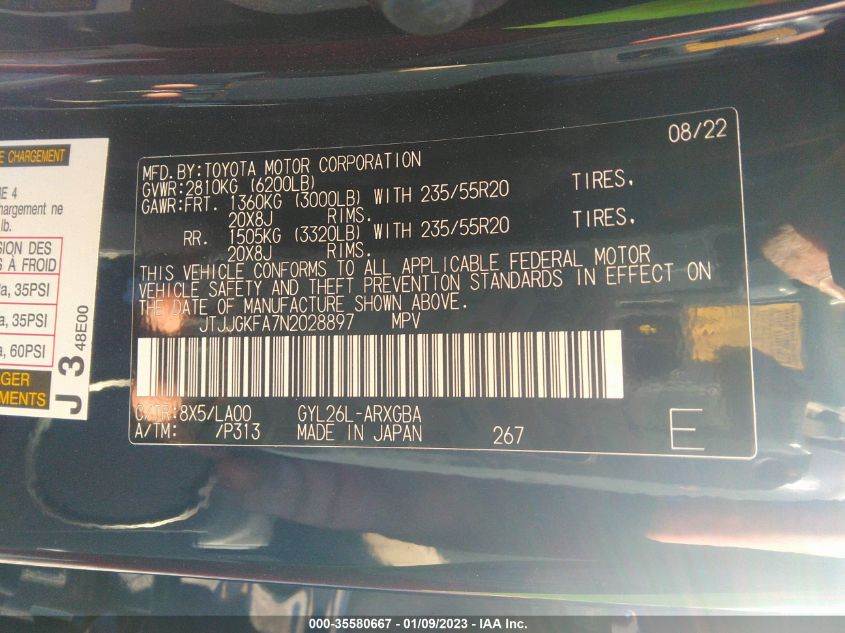 E CHARGEMENT
ME 4
hargement ne
lb.
SION DES
S À FROID
a, 35PSI
a, 35PSI
a, 60PSI
GER
EMENTS
J 3 48E00
08/22
MFD.BY:TOYOTA MOTOR CORPORATION
GVWR:2810KG (6200LB)
GAWR:FRT. 1360KG (3000LB) WITH 235/55R20 TIRES,
20X8J RIMS.
RR. 1505KG (3320LB) WITH 235/55R20 TIRES,
20X8J RIMS.
THIS VEHICLE CONFORMS TO ALL APPLICABLE FEDERAL MOTOR
VEHICLE SAFETY AND THEFT PREVENTION STANDARDS IN EFFECT ON
THE DATE OF MANUFACTURE SHOWN ABOVE.
JTJJGKFA7N2028897 MPV
C/TR:8X5/LA00 GYL26L-ARXGBA
A/TM: /P313 MADE IN JAPAN 267 E
000-35580667 - 01/09/2023 - IAA Inc.